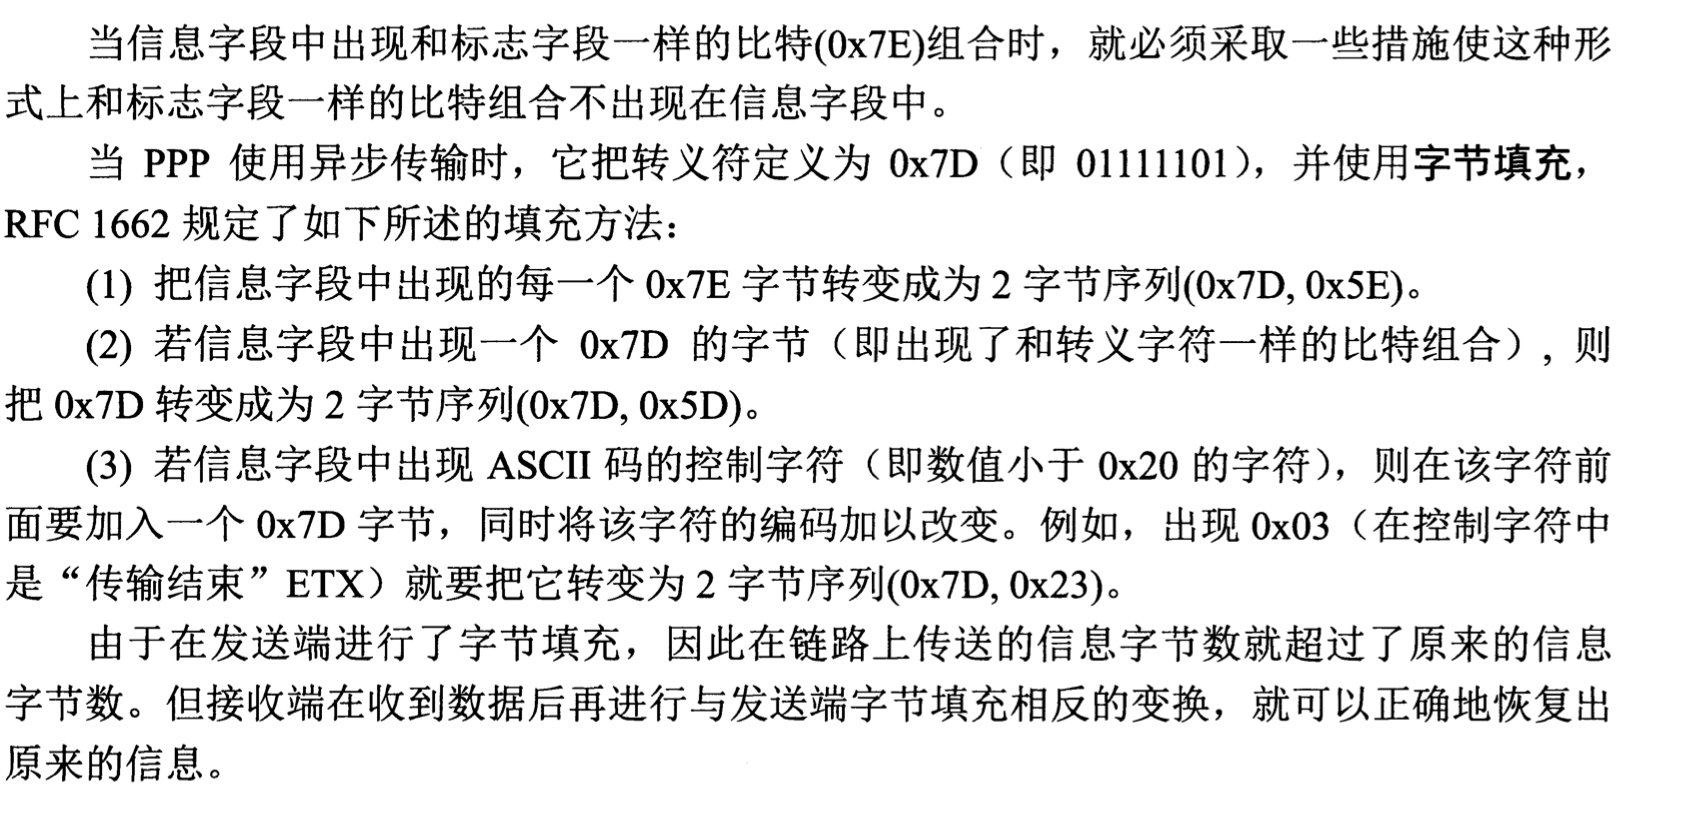 当信息字段中出现和标志字段一样的比特(0x7E)组合时，就必须采取一些措施使这种形
式上和标志字段一样的比特组合不出现在信息字段中。
当 PPP 使用异步传输时，它把转义符定义为 0x7D（即 01111101），并使用字节填充，
RFC 1662 规定了如下所述的填充方法：
(1) 把信息字段中出现的每一个 0x7E 字节转变成为 2 字节序列(0x7D, 0x5E)。
(2) 若信息字段中出现一个 0x7D 的字节（即出现了和转义字符一样的比特组合）, 则
把 0x7D 转变成为 2 字节序列(0x7D, 0x5D)。
(3) 若信息字段中出现 ASCII 码的控制字符（即数值小于 0x20 的字符），则在该字符前
面要加入一个 0x7D 字节，同时将该字符的编码加以改变。例如，出现 0x03（在控制字符中
是“传输结束”ETX）就要把它转变为 2 字节序列(0x7D, 0x23)。
由于在发送端进行了字节填充，因此在链路上传送的信息字节数就超过了原来的信息
字节数。但接收端在收到数据后再进行与发送端字节填充相反的变换，就可以正确地恢复出
原来的信息。